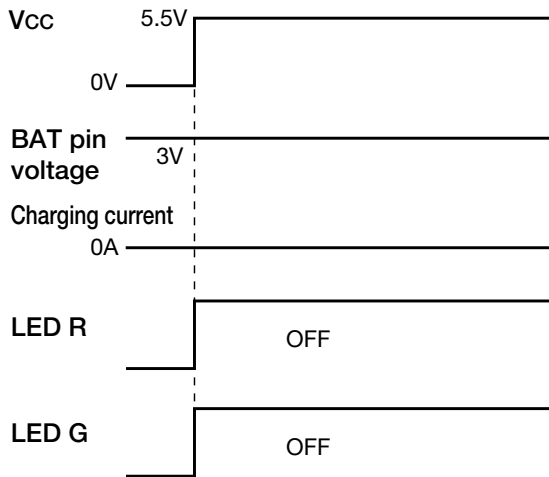 Vcc 5.5V
0V
BAT pin
voltage
3V
Charging current
0A
LED R
OFF
LED G
OFF